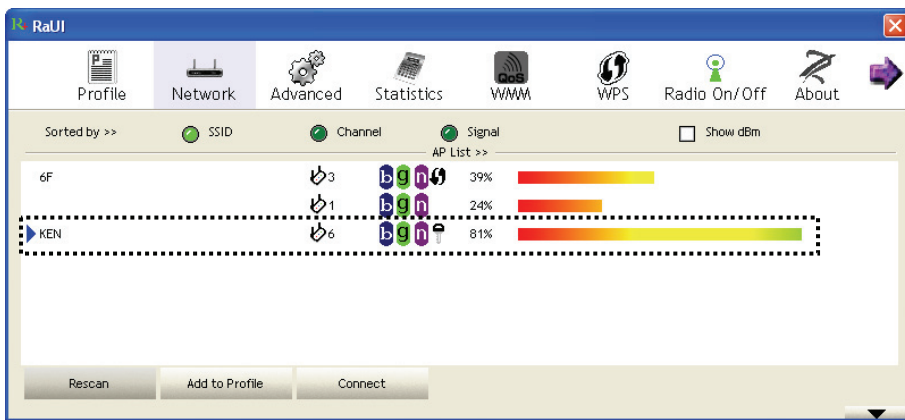 RaUI
Profile Network Advanced Statistics QoS WMM WPS Radio On/Off About
Sorted by >> SSID Channel Signal Show dBm
AP List >>
6F 3 b g n 39%
1 b g n 24%
KEN 6 b g n 81%
Rescan Add to Profile Connect